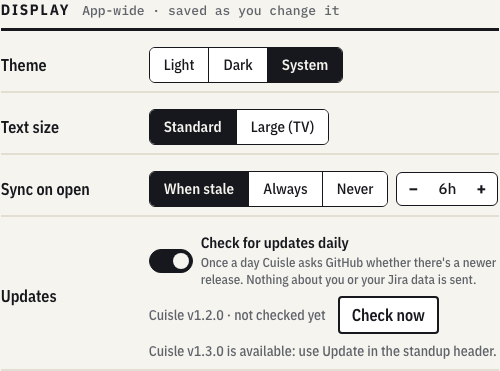 DISPLAY App-wide · saved as you change it
Theme Light Dark System
Text size Standard Large (TV)
Sync on open When stale Always Never − 6h +
Check for updates daily
Once a day Cuisle asks GitHub whether there's a newer
release. Nothing about you or your Jira data is sent.
Updates
Cuisle v1.2.0 · not checked yet Check now
Cuisle v1.3.0 is available: use Update in the standup header.